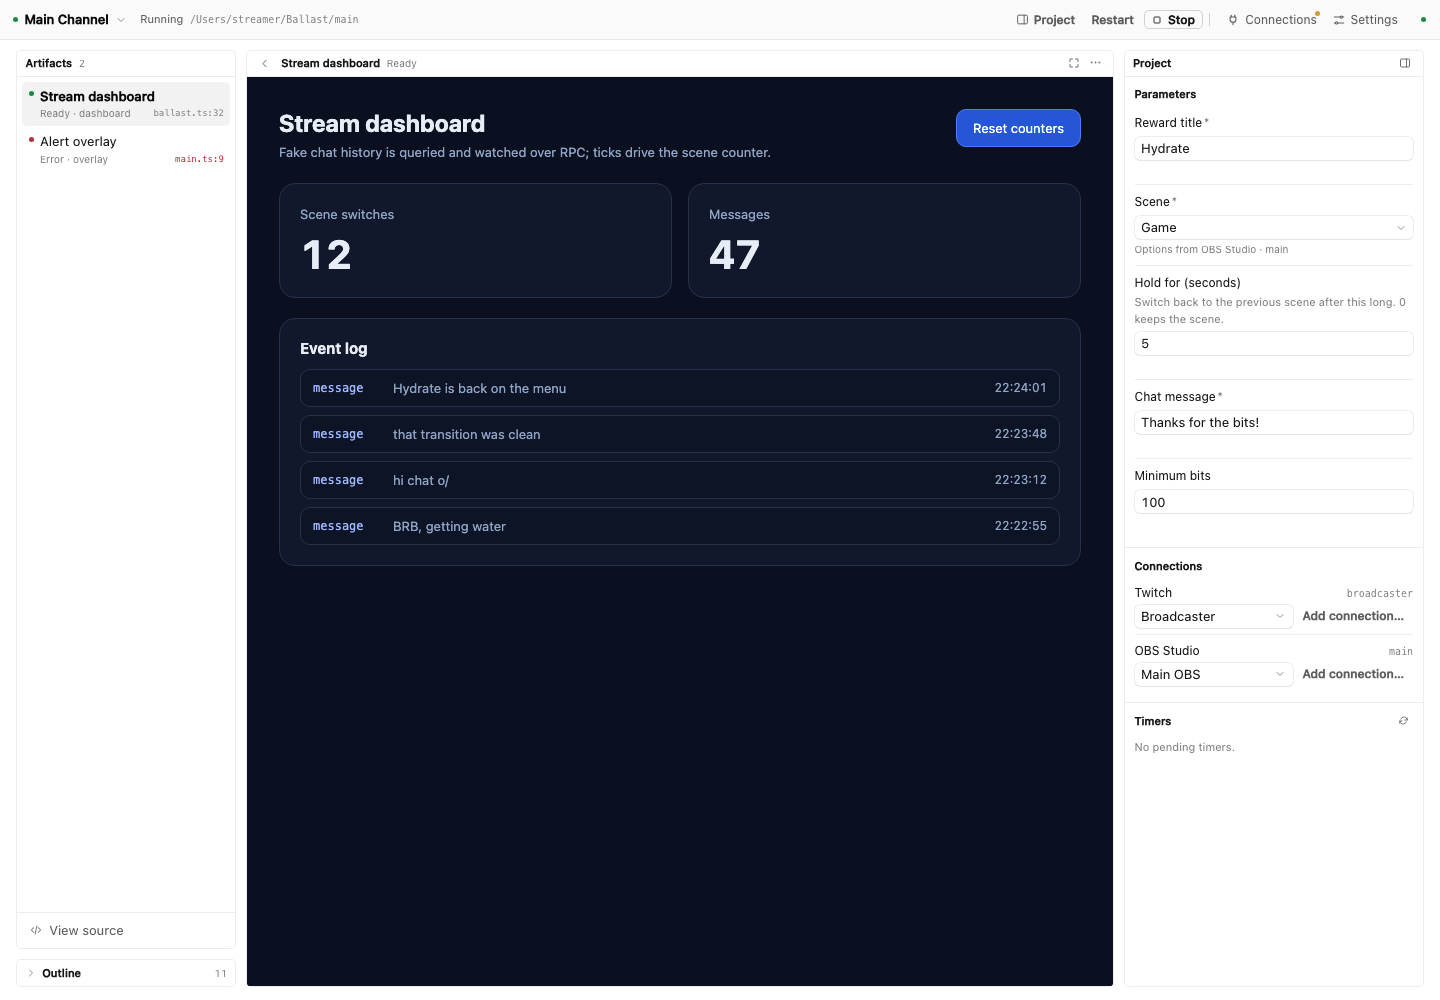 Main Channel
Running /Users/streamer/Ballast/main
Project
Restart
Stop
Connections
Settings
Artifacts 2
Stream dashboard
Ready · dashboard ballast.ts:32
Alert overlay
Error · overlay main.ts:9
View source
Outline 11
Stream dashboard Ready
Stream dashboard
Fake chat history is queried and watched over RPC; ticks drive the scene counter.
Reset counters
Scene switches
12
Messages
47
Event log
message Hydrate is back on the menu 22:24:01
message that transition was clean 22:23:48
message hi chat o/ 22:23:12
message BRB, getting water 22:22:55
Project
Parameters
Reward title*
Hydrate
Scene*
Game
Options from OBS Studio · main
Hold for (seconds)
Switch back to the previous scene after this long. 0
keeps the scene.
5
Chat message*
Thanks for the bits!
Minimum bits
100
Connections
Twitch broadcaster
Broadcaster Add connection...
OBS Studio main
Main OBS Add connection...
Timers
No pending timers.